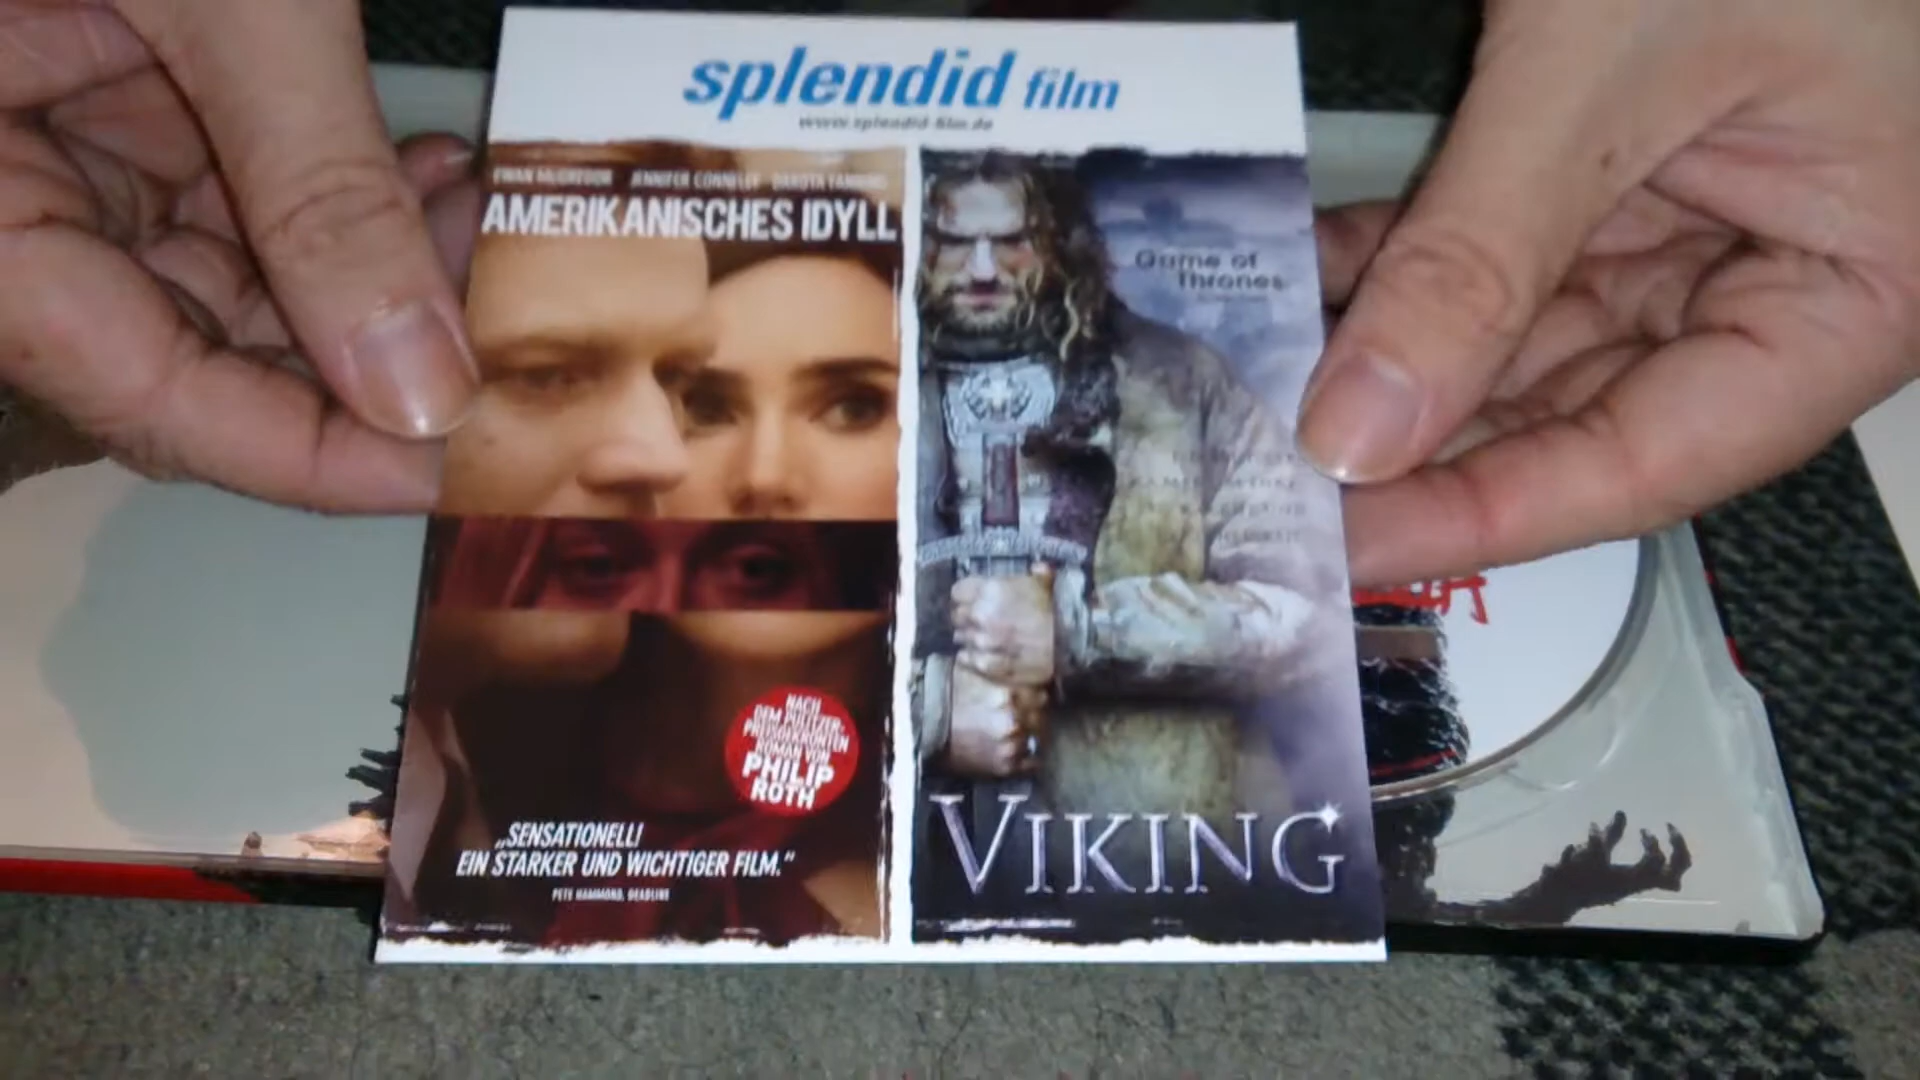 splendid film
www.splendid-film.de
EWAN McGREGOR JENNIFER CONNELLY DAKOTA FANNING
AMERIKANISCHES IDYLL
NACH
DEM PULITZER-
PREISGEKRÖNTEN
ROMAN VON
PHILIP
ROTH
„SENSATIONELL!
EIN STARKER UND WICHTIGER FILM.“
PETE HAMMOND, DEADLINE
Game of
Thrones
VIKING